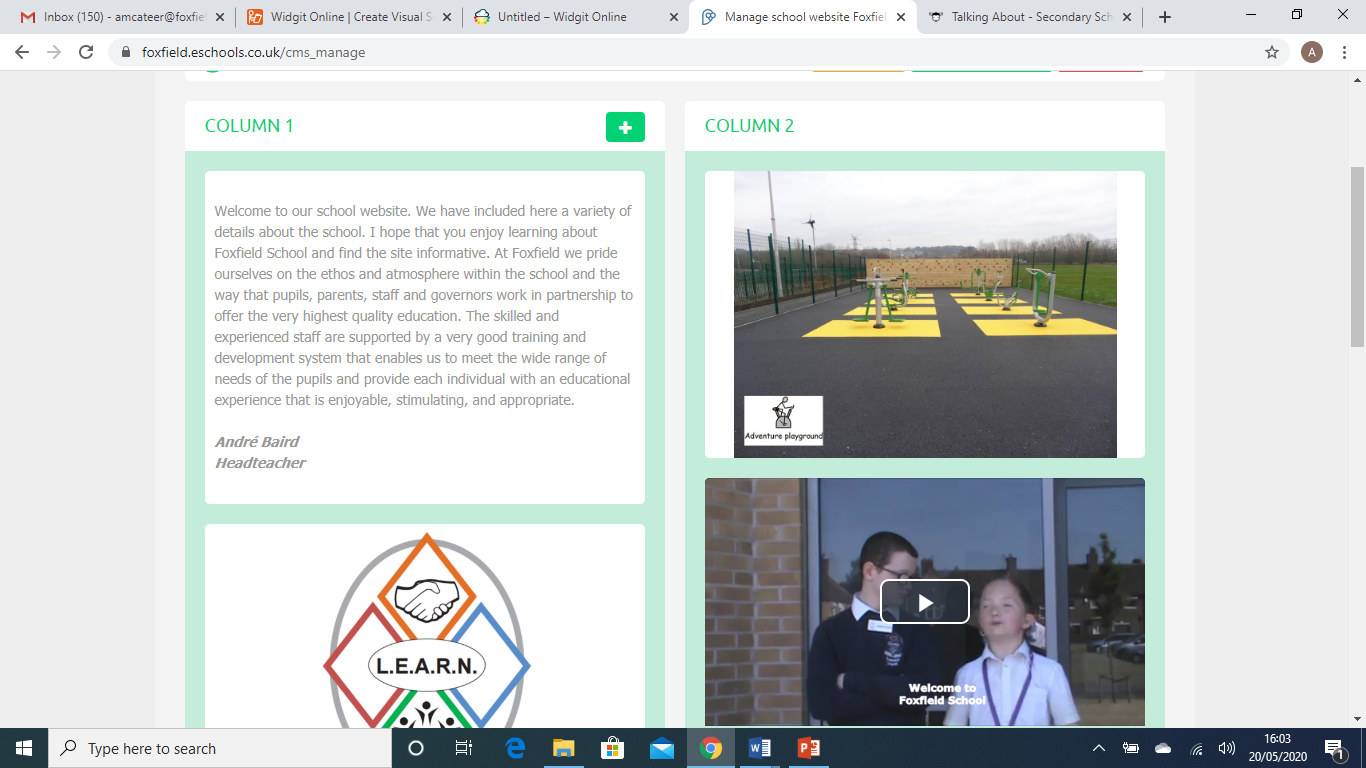 Inbox (150) - amcateer@foxfiel
Widgit Online | Create Visual S
Untitled – Widgit Online
Manage school website Foxfiel
Talking About - Secondary Sch
foxfield.eschools.co.uk/cms_manage
A
COLUMN 1
Welcome to our school website. We have included here a variety of
details about the school. I hope that you enjoy learning about
Foxfield School and find the site informative. At Foxfield we pride
ourselves on the ethos and atmosphere within the school and the
way that pupils, parents, staff and governors work in partnership to
offer the very highest quality education. The skilled and
experienced staff are supported by a very good training and
development system that enables us to meet the wide range of
needs of the pupils and provide each individual with an educational
experience that is enjoyable, stimulating, and appropriate.
André Baird
Headteacher
L.E.A.R.N.
COLUMN 2
Adventure playground
Welcome to
Foxfield School
Type here to search
16:03
20/05/2020
1